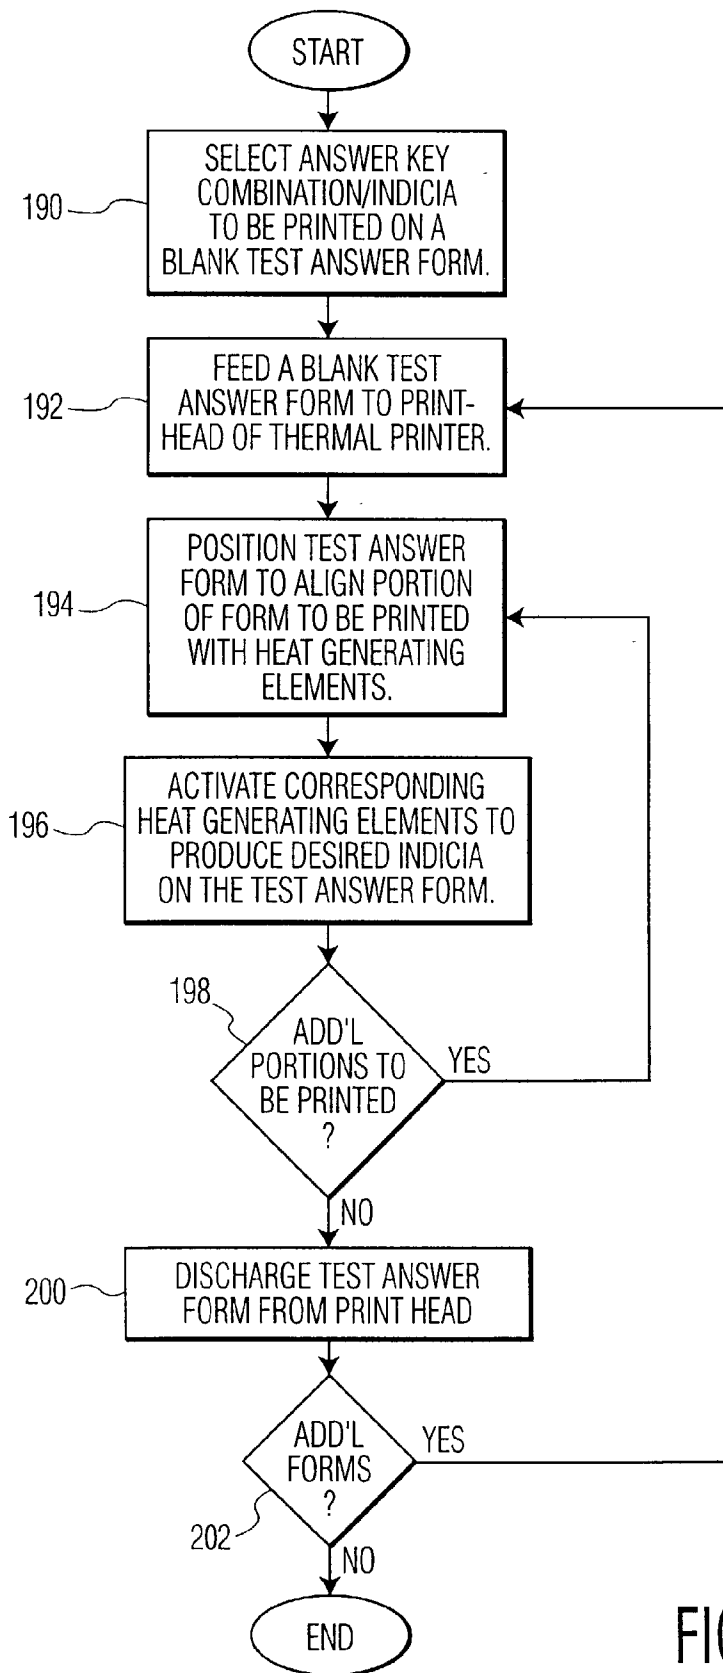 START
190
SELECT ANSWER KEY
COMBINATION/INDICIA
TO BE PRINTED ON A
BLANK TEST ANSWER FORM.
192
FEED A BLANK TEST
ANSWER FORM TO PRINT-
HEAD OF THERMAL PRINTER.
194
POSITION TEST ANSWER
FORM TO ALIGN PORTION
OF FORM TO BE PRINTED
WITH HEAT GENERATING
ELEMENTS.
196
ACTIVATE CORRESPONDING
HEAT GENERATING ELEMENTS TO
PRODUCE DESIRED INDICIA
ON THE TEST ANSWER FORM.
198
ADD'L
PORTIONS TO
BE PRINTED
?
YES
NO
200
DISCHARGE TEST ANSWER
FORM FROM PRINT HEAD
ADD'L
FORMS
?
YES
202
NO
END